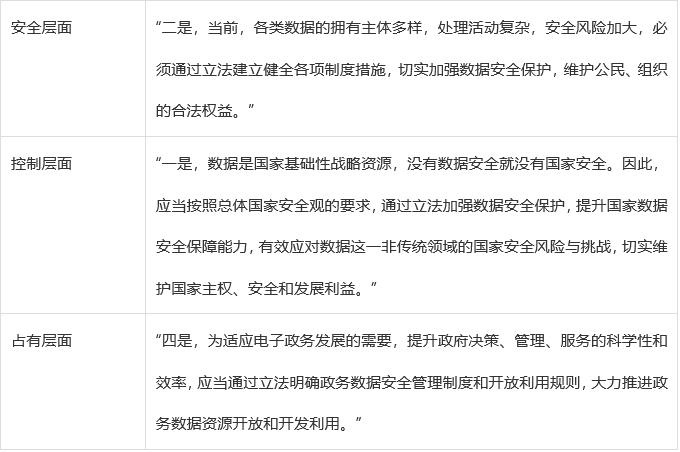 安全层面
“二是，当前，各类数据的拥有主体多样，处理活动复杂，安全风险加大，必
须通过立法建立健全各项制度措施，切实加强数据安全保护，维护公民、组织
的合法权益。”
控制层面
“一是，数据是国家基础性战略资源，没有数据安全就没有国家安全。因此，
应当按照总体国家安全观的要求，通过立法加强数据安全保护，提升国家数据
安全保障能力，有效应对数据这一非传统领域的国家安全风险与挑战，切实维
护国家主权、安全和发展利益。”
占有层面
“四是，为适应电子政务发展的需要，提升政府决策、管理、服务的科学性和
效率，应当通过立法明确政务数据安全管理制度和开放利用规则，大力推进政
务数据资源开放和开发利用。”